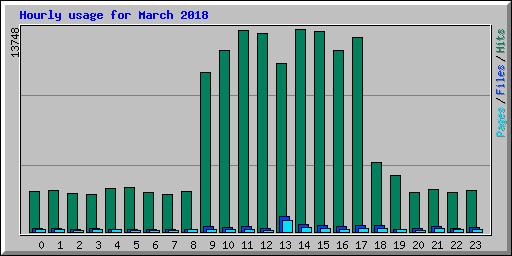 Hourly usage for March 2018
13748
Pages/Files/Hits
0 1 2 3 4 5 6 7 8 9 10 11 12 13 14 15 16 17 18 19 20 21 22 23